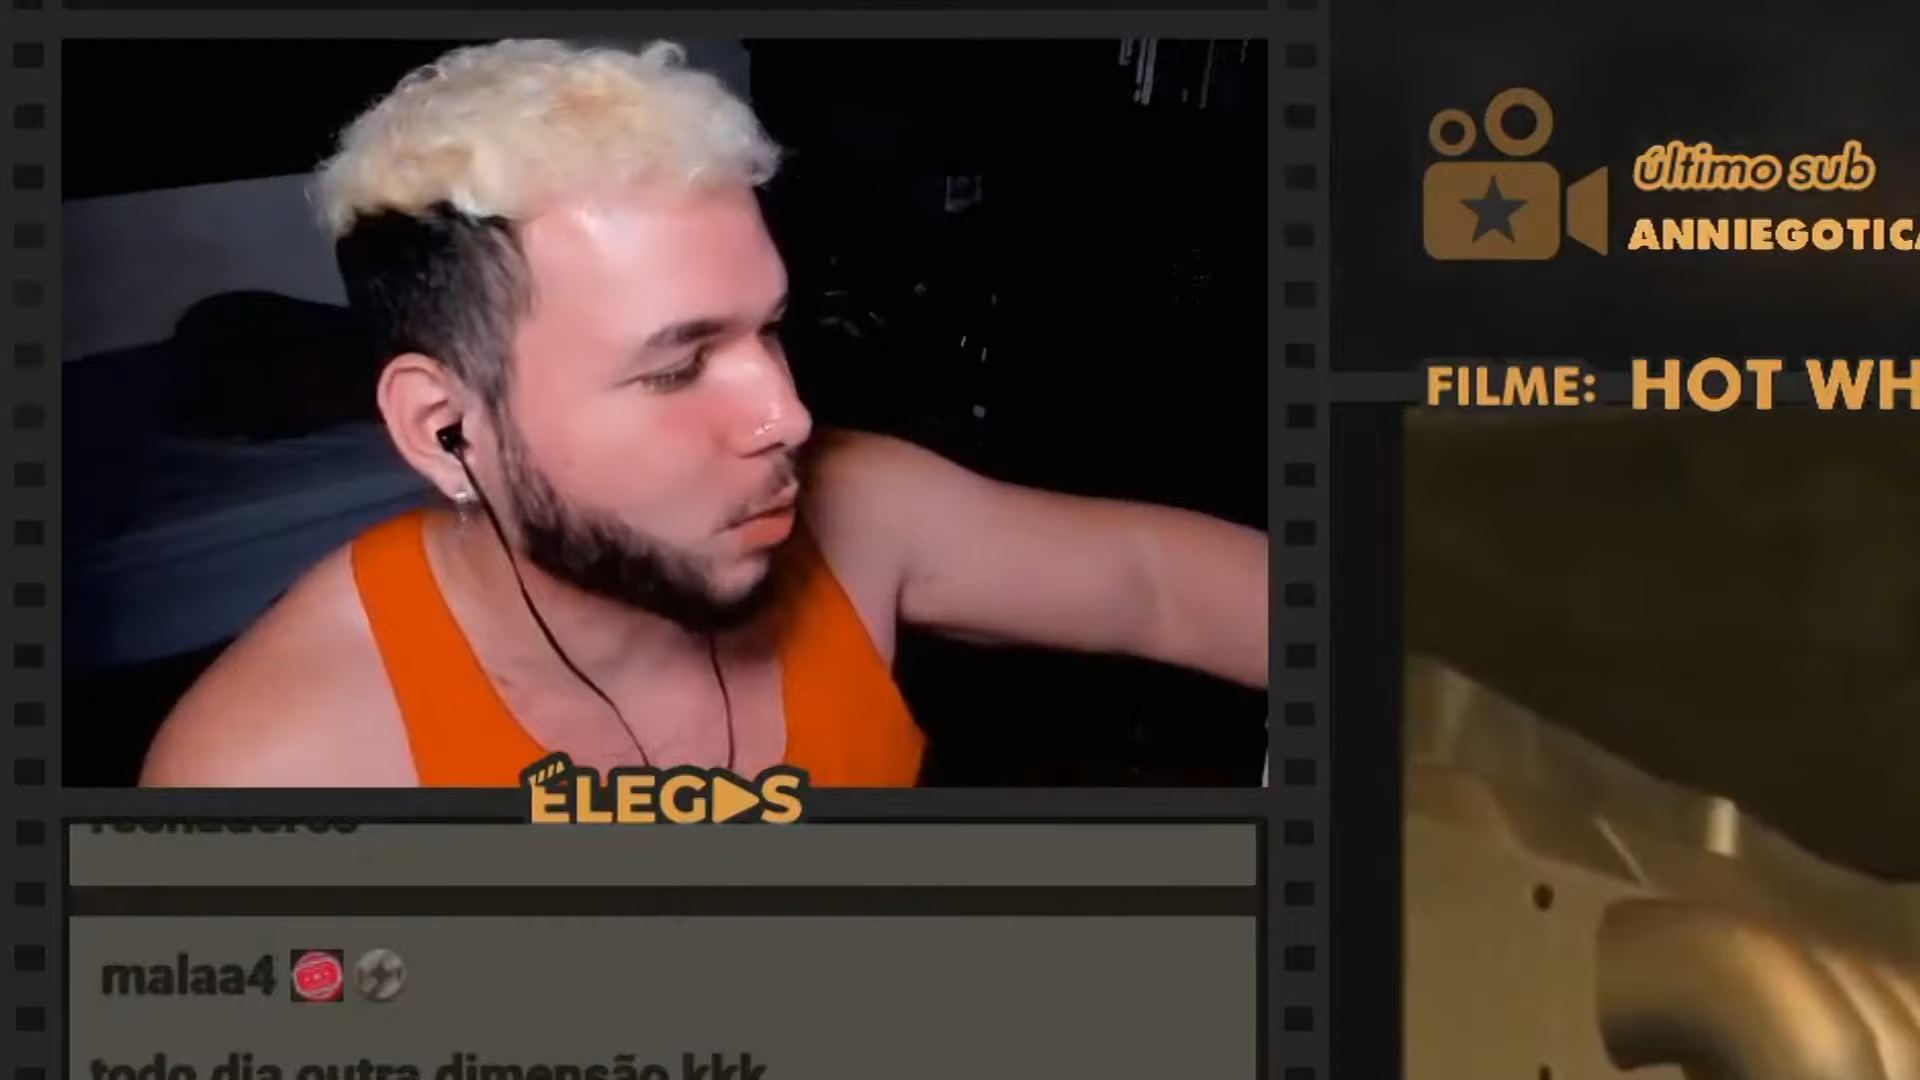 último sub
ANNIEGOTICA
FILME: HOT WH
ELEGOS
malaa4
todo dia outra dimensão kkk